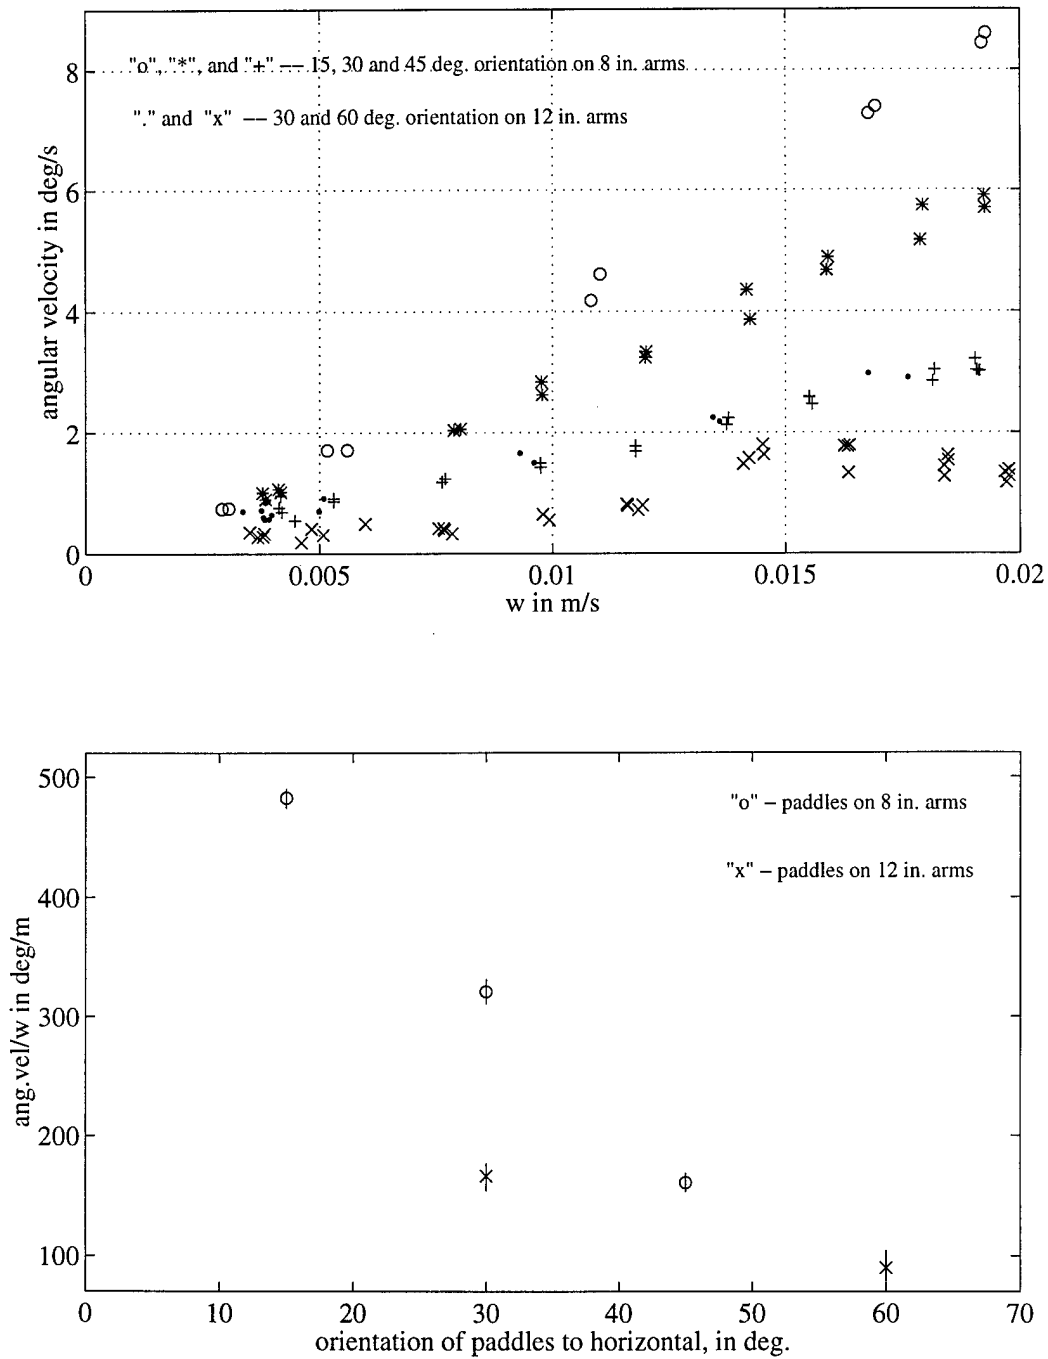 8
"o", "*", and "+" –– 15, 30 and 45 deg. orientation on 8 in. arms
"." and "x" –– 30 and 60 deg. orientation on 12 in. arms
6
4
2
0
angular velocity in deg/s
0 0.005 0.01 0.015 0.02
w in m/s
500
"o" – paddles on 8 in. arms
"x" – paddles on 12 in. arms
400
300
200
100
ang.vel/w in deg/m
0 10 20 30 40 50 60 70
orientation of paddles to horizontal, in deg.